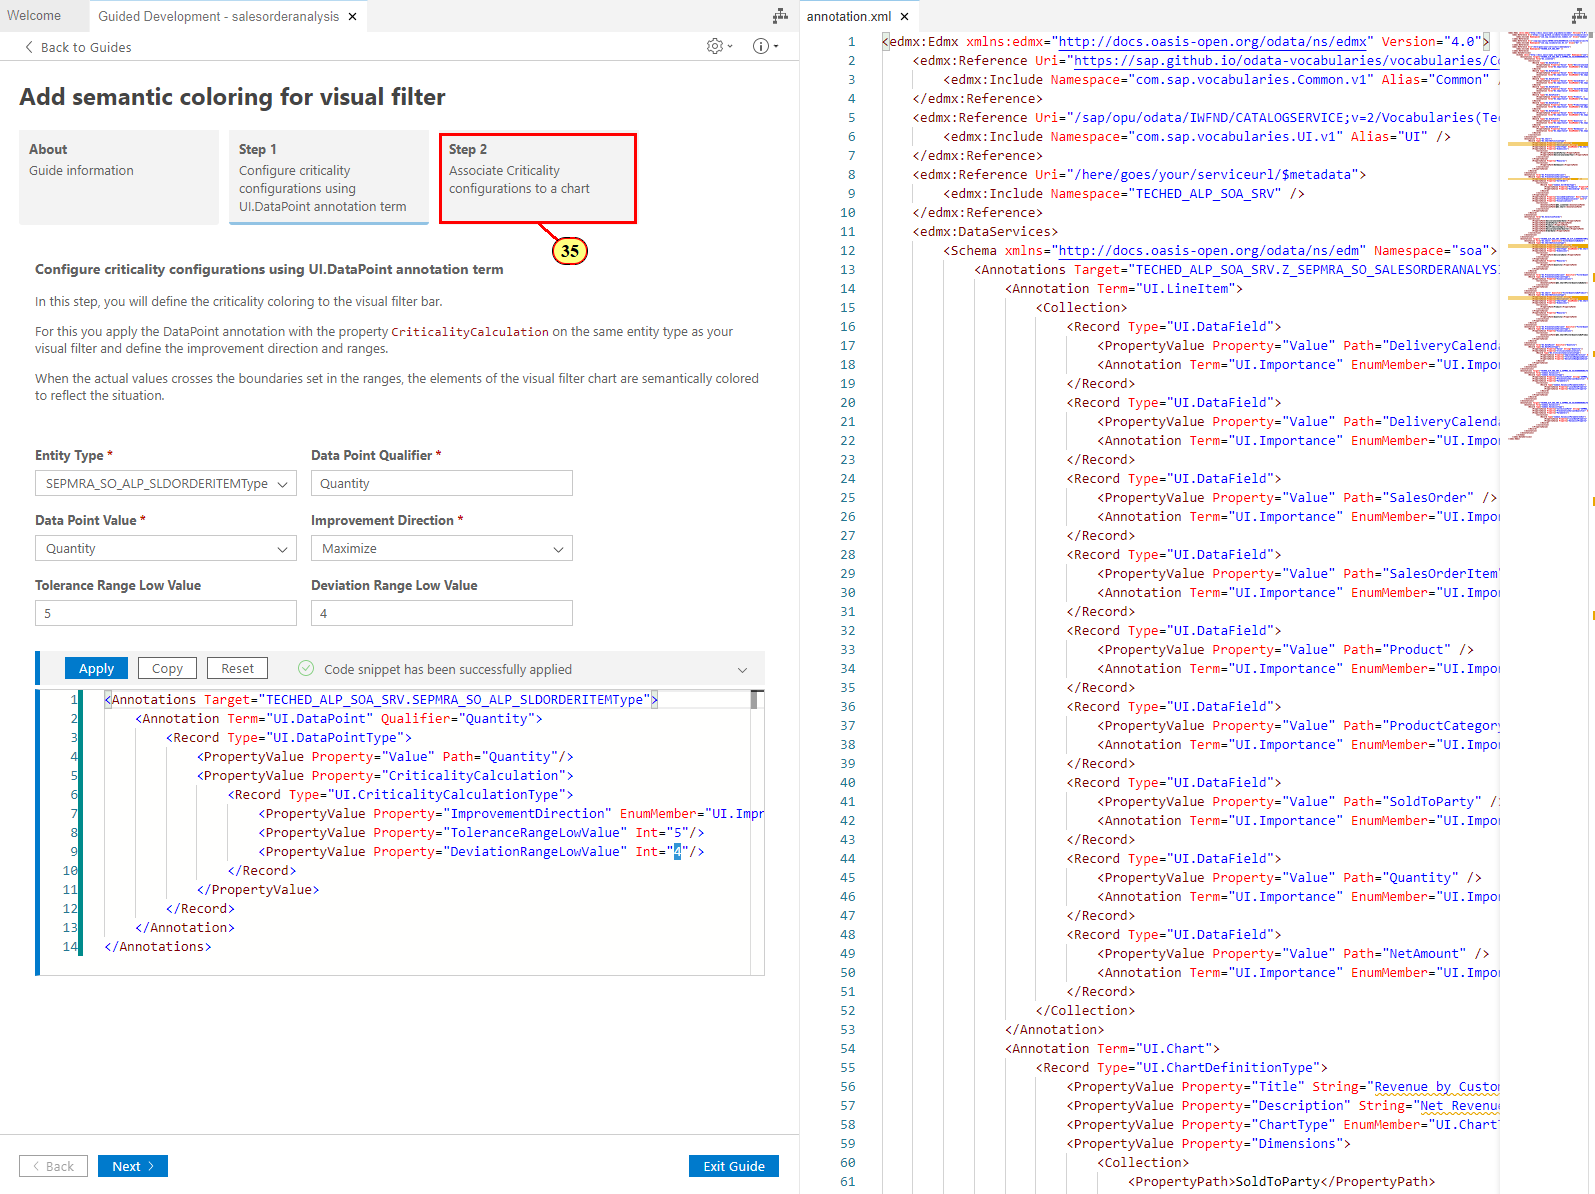 Welcome
Guided Development - salesorderanalysis
Back to Guides
Add semantic coloring for visual filter
About
Guide information
Step 1
Configure criticality
configurations using
UI.DataPoint annotation term
Step 2
Associate Criticality
configurations to a chart
35
Configure criticality configurations using UI.DataPoint annotation term
In this step, you will define the criticality coloring to the visual filter bar.
For this you apply the DataPoint annotation with the property CriticalityCalculation on the same entity type as your
visual filter and define the improvement direction and ranges.
When the actual values crosses the boundaries set in the ranges, the elements of the visual filter chart are semantically colored
to reflect the situation.
Entity Type *
Data Point Qualifier *
SEPMRA_SO_ALP_SLDORDERITEMType
Quantity
Data Point Value *
Improvement Direction *
Quantity
Maximize
Tolerance Range Low Value
Deviation Range Low Value
5
4
Apply
Copy
Reset
Code snippet has been successfully applied
1 <Annotations Target="TECHED_ALP_SOA_SRV.SEPMRA_SO_ALP_SLDORDERITEMType">
2 <Annotation Term="UI.DataPoint" Qualifier="Quantity">
3 <Record Type="UI.DataPointType">
4 <PropertyValue Property="Value" Path="Quantity"/>
5 <PropertyValue Property="CriticalityCalculation">
6 <Record Type="UI.CriticalityCalculationType">
7 <PropertyValue Property="ImprovementDirection" EnumMember="UI.Impr
8 <PropertyValue Property="ToleranceRangeLowValue" Int="5"/>
9 <PropertyValue Property="DeviationRangeLowValue" Int="4"/>
10 </Record>
11 </PropertyValue>
12 </Record>
13 </Annotation>
14 </Annotations>
Back
Next
Exit Guide
annotation.xml
1 <edmx:Edmx xmlns:edmx="http://docs.oasis-open.org/odata/ns/edmx" Version="4.0">
2 <edmx:Reference Uri="https://sap.github.io/odata-vocabularies/vocabularies/Co
3 <edmx:Include Namespace="com.sap.vocabularies.Common.v1" Alias="Common" /
4 </edmx:Reference>
5 <edmx:Reference Uri="/sap/opu/odata/IWFND/CATALOGSERVICE;v=2/Vocabularies(Tec
6 <edmx:Include Namespace="com.sap.vocabularies.UI.v1" Alias="UI" />
7 </edmx:Reference>
8 <edmx:Reference Uri="/here/goes/your/serviceurl/$metadata">
9 <edmx:Include Namespace="TECHED_ALP_SOA_SRV" />
10 </edmx:Reference>
11 <edmx:DataServices>
12 <Schema xmlns="http://docs.oasis-open.org/odata/ns/edm" Namespace="soa">
13 <Annotations Target="TECHED_ALP_SOA_SRV.Z_SEPMRA_SO_SALESORDERANALYSI
14 <Annotation Term="UI.LineItem">
15 <Collection>
16 <Record Type="UI.DataField">
17 <PropertyValue Property="Value" Path="DeliveryCalenda
18 <Annotation Term="UI.Importance" EnumMember="UI.Impor
19 </Record>
20 <Record Type="UI.DataField">
21 <PropertyValue Property="Value" Path="DeliveryCalenda
22 <Annotation Term="UI.Importance" EnumMember="UI.Impor
23 </Record>
24 <Record Type="UI.DataField">
25 <PropertyValue Property="Value" Path="SalesOrder" />
26 <Annotation Term="UI.Importance" EnumMember="UI.Impor
27 </Record>
28 <Record Type="UI.DataField">
29 <PropertyValue Property="Value" Path="SalesOrderItem"
30 <Annotation Term="UI.Importance" EnumMember="UI.Impor
31 </Record>
32 <Record Type="UI.DataField">
33 <PropertyValue Property="Value" Path="Product" />
34 <Annotation Term="UI.Importance" EnumMember="UI.Impor
35 </Record>
36 <Record Type="UI.DataField">
37 <PropertyValue Property="Value" Path="ProductCategory
38 <Annotation Term="UI.Importance" EnumMember="UI.Impor
39 </Record>
40 <Record Type="UI.DataField">
41 <PropertyValue Property="Value" Path="SoldToParty" />
42 <Annotation Term="UI.Importance" EnumMember="UI.Impor
43 </Record>
44 <Record Type="UI.DataField">
45 <PropertyValue Property="Value" Path="Quantity" />
46 <Annotation Term="UI.Importance" EnumMember="UI.Impor
47 </Record>
48 <Record Type="UI.DataField">
49 <PropertyValue Property="Value" Path="NetAmount" />
50 <Annotation Term="UI.Importance" EnumMember="UI.Impor
51 </Record>
52 </Collection>
53 </Annotation>
54 <Annotation Term="UI.Chart">
55 <Record Type="UI.ChartDefinitionType">
56 <PropertyValue Property="Title" String="Revenue by Custom
57 <PropertyValue Property="Description" String="Net Revenue
58 <PropertyValue Property="ChartType" EnumMember="UI.ChartT
59 <PropertyValue Property="Dimensions">
60 <Collection>
61 <PropertyPath>SoldToParty</PropertyPath>